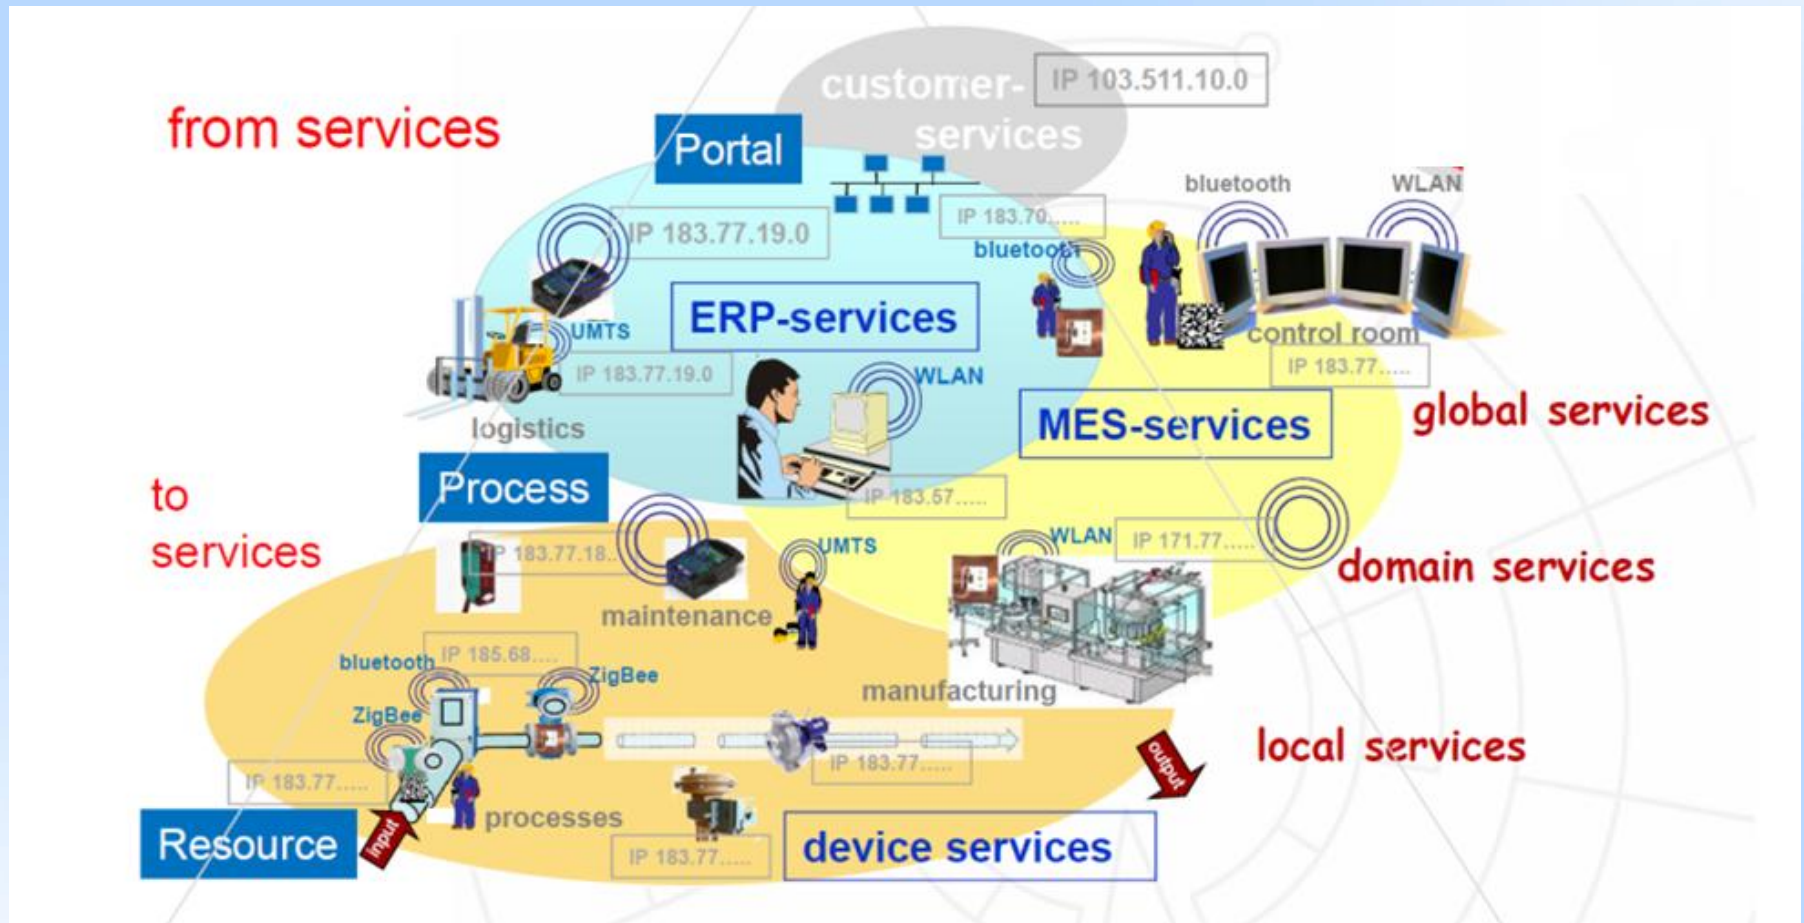 customer-
services
IP 103.511.10.0
from services
Portal
bluetooth
WLAN
IP 183.77.19.0
IP 183.70.....
bluetooth
ERP-services
UMTS
control room
IP 183.77.....
IP 183.77.19.0
WLAN
logistics
MES-services
global services
Process
to
services
IP 183.57.....
IP 183.77.18..
UMTS
WLAN
IP 171.77.....
domain services
maintenance
bluetooth
IP 185.68....
ZigBee
manufacturing
ZigBee
local services
IP 183.77.....
IP 183.77.....
output
processes
Resource
input
IP 183.77.....
device services